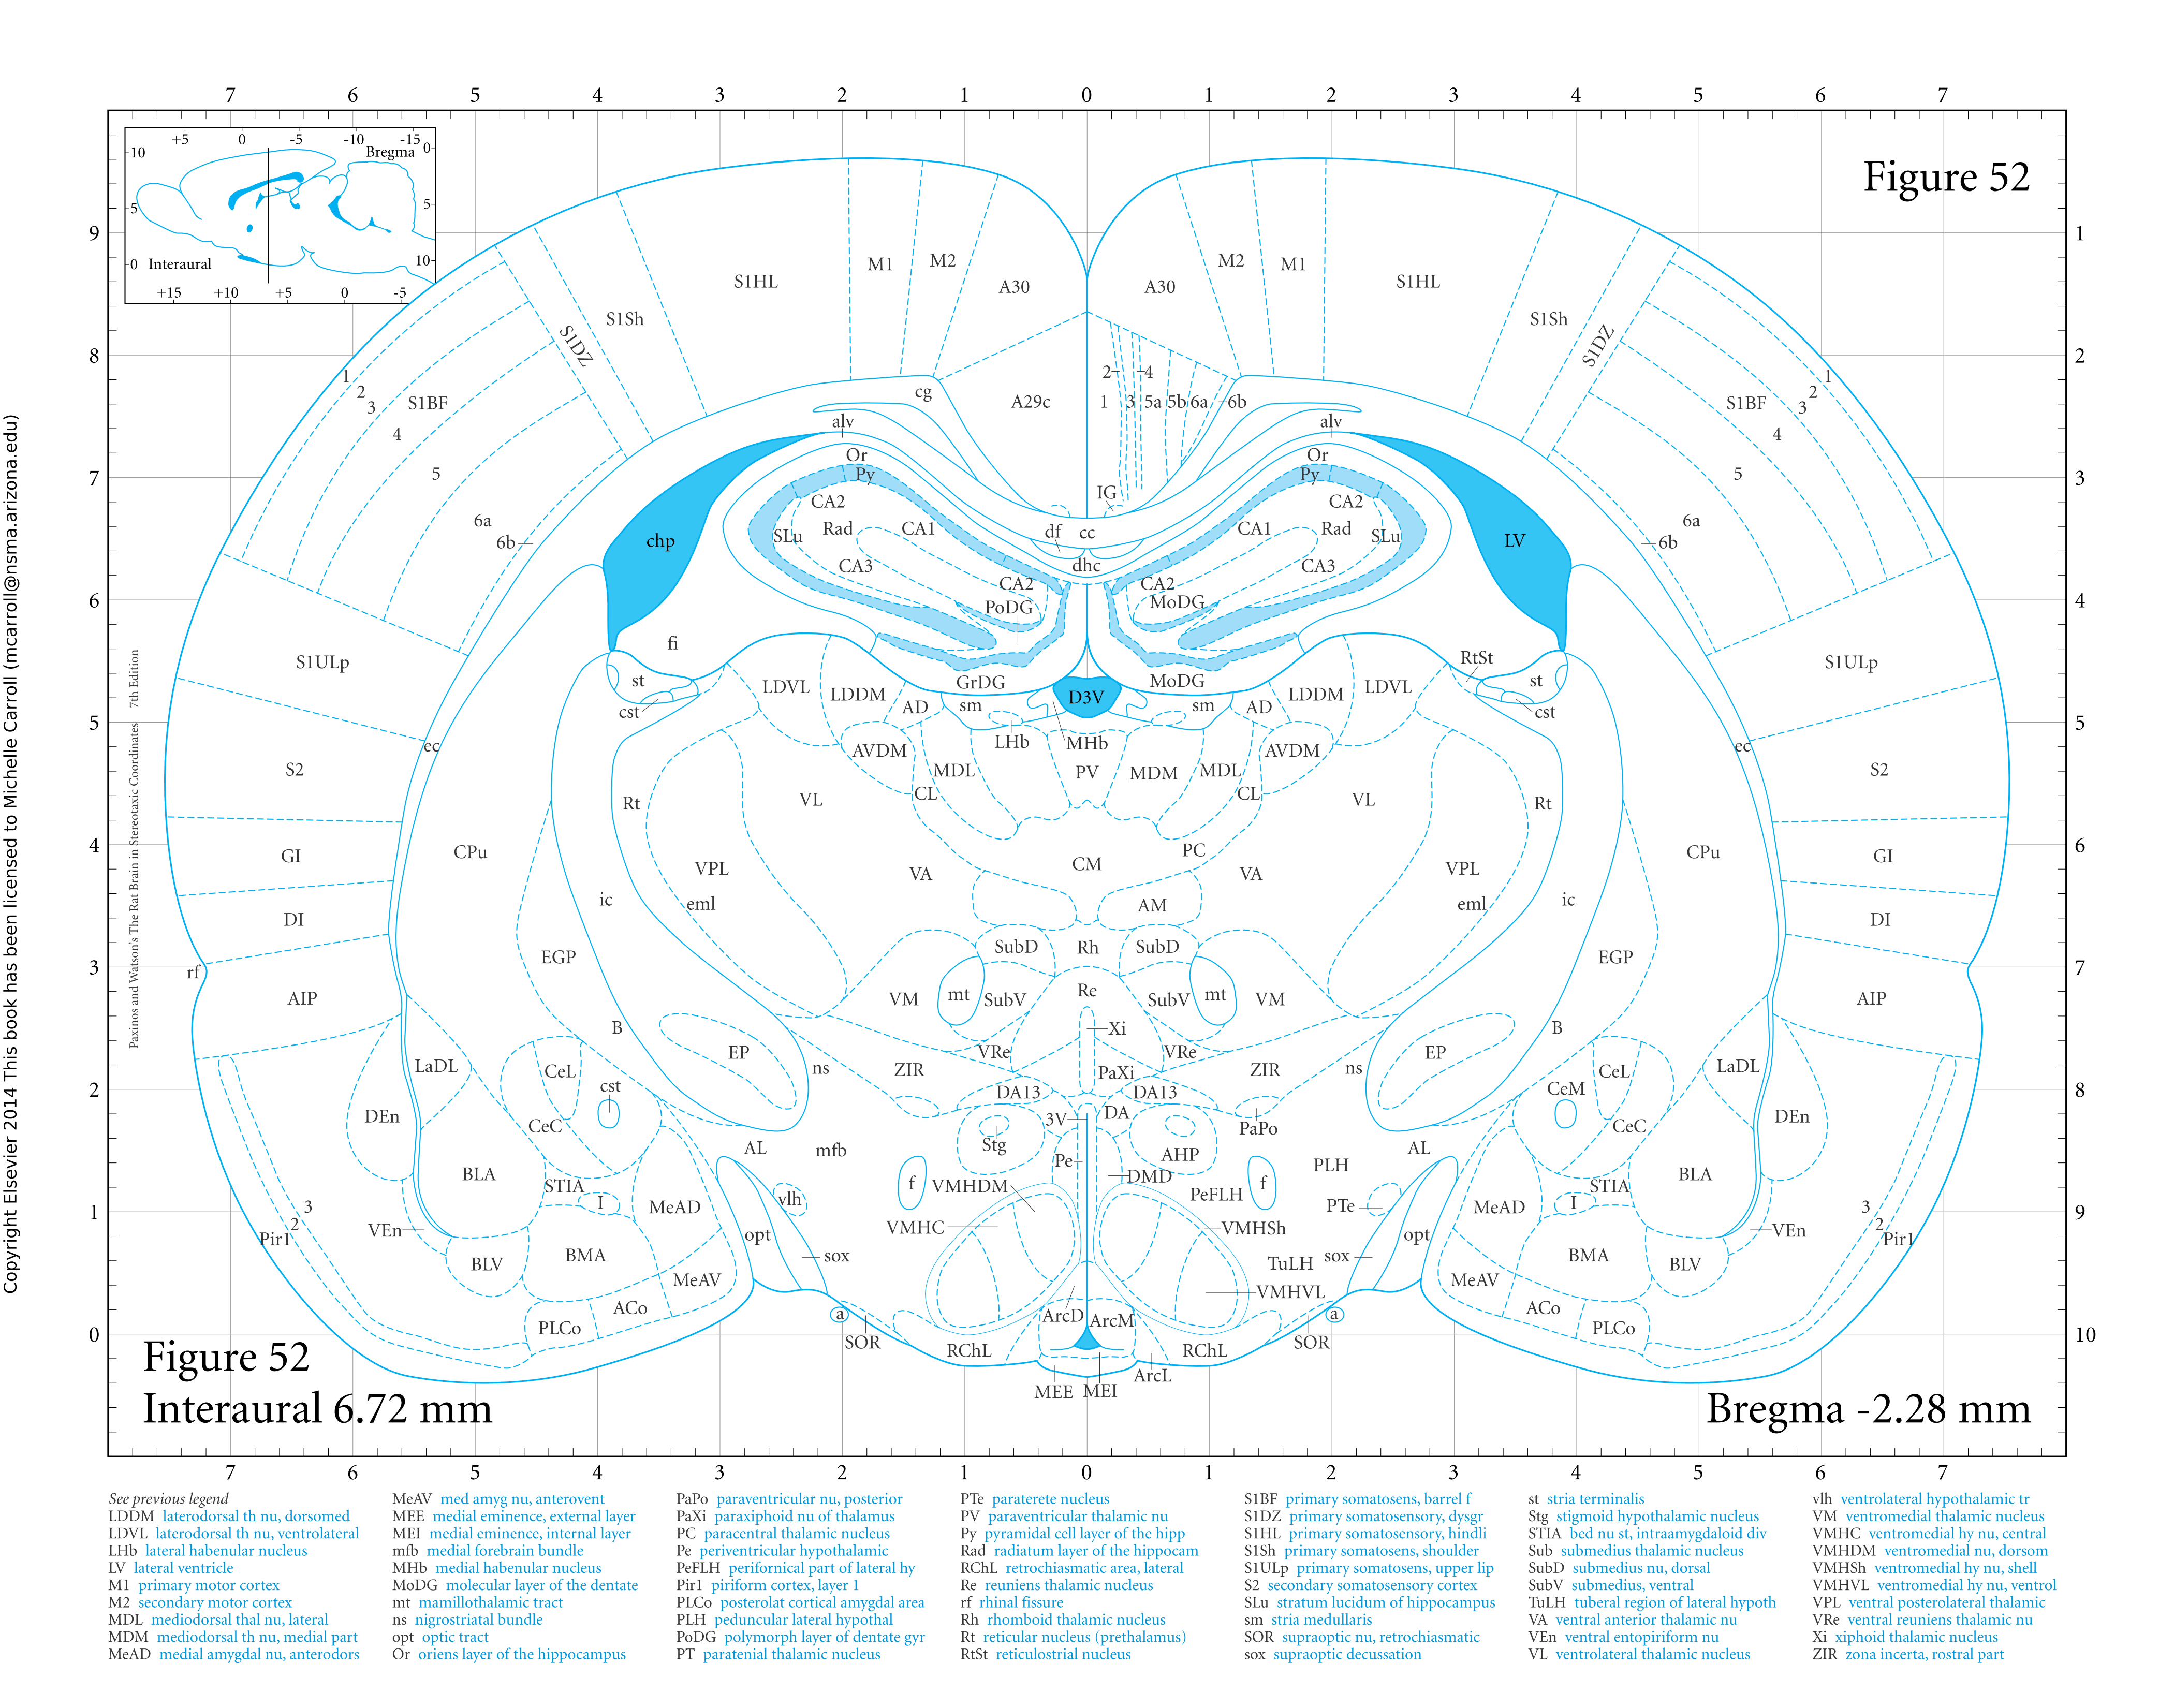 7 6 5 4 3 2 1 0 1 2 3 4 5 6 7
+5 0 -5 -10 -15
Bregma 0
10
5 5
0 Interaural 10
+15 +10 +5 0 -5
Figure 52
9 1
8 2
7 3
6 4
5 5
4 6
3 7
2 8
1 9
0 10
S1HL M1 M2 A30 A30 M2 M1 S1HL
S1Sh S1Sh
S1DZ S1DZ
1 2 3 S1BF 4 5 6a 6b
cg A29c 2 4 1 3 5a 5b 6a 6b
S1BF 1 2 3 4 5 6a 6b
alv alv
Or Or
Py Py
IG
CA2 CA2
SLu Rad CA1 df cc CA1 Rad SLu
chp LV
CA3 dhc CA3
CA2 CA2
PoDG MoDG
fi
S1ULp RtSt S1ULp
st LDVL LDDM GrDG D3V MoDG LDDM LDVL st
cst AD sm sm AD cst
ec AVDM LHb MHb AVDM ec
S2 MDL PV MDM MDL S2
Rt VL CL CL VL Rt
GI CPu VPL VA CM PC VA VPL CPu GI
ic eml AM eml ic
DI DI
EGP SubD Rh SubD EGP
rf
AIP VM mt SubV Re SubV mt VM AIP
B Xi B
EP VRe VRe EP
LaDL CeL ns ZIR PaXi ZIR ns CeL LaDL
cst DA13 DA13 CeM
DEn CeC 3V DA PaPo CeC DEn
AL mfb Stg AHP AL
Pe PLH
BLA STIA f VMHDM DMD f STIA BLA
I MeAD vlh PeFLH PTe MeAD I
3 2 Pir1 VEn VMHC VMHSh VEn 3 2 Pir1
opt opt
BLV BMA sox TuLH sox BMA BLV
MeAV VMHVL MeAV
ACo a ArcD ArcM a ACo
PLCo SOR RChL RChL SOR PLCo
MEE MEI ArcL
Copyright Elsevier 2014 This book has been licensed to Michelle Carroll (mcarroll@nsma.arizona.edu)
Paxinos and Watson's The Rat Brain in Stereotaxic Coordinates 7th Edition
Figure 52
Interaural 6.72 mm
Bregma -2.28 mm
7 6 5 4 3 2 1 0 1 2 3 4 5 6 7
See previous legend
LDDM laterodorsal th nu, dorsomed
LDVL laterodorsal th nu, ventrolateral
LHb lateral habenular nucleus
LV lateral ventricle
M1 primary motor cortex
M2 secondary motor cortex
MDL mediodorsal thal nu, lateral
MDM mediodorsal th nu, medial part
MeAD medial amygdal nu, anterodors
MeAV med amyg nu, anterovent
MEE medial eminence, external layer
MEI medial eminence, internal layer
mfb medial forebrain bundle
MHb medial habenular nucleus
MoDG molecular layer of the dentate
mt mamillothalamic tract
ns nigrostriatal bundle
opt optic tract
Or oriens layer of the hippocampus
PaPo paraventricular nu, posterior
PaXi paraxiphoid nu of thalamus
PC paracentral thalamic nucleus
Pe periventricular hypothalamic
PeFLH perifornical part of lateral hy
Pir1 piriform cortex, layer 1
PLCo posterolat cortical amygdal area
PLH peduncular lateral hypothal
PoDG polymorph layer of dentate gyr
PT paratenial thalamic nucleus
PTe paraterete nucleus
PV paraventricular thalamic nu
Py pyramidal cell layer of the hipp
Rad radiatum layer of the hippocam
RChL retrochiasmatic area, lateral
Re reuniens thalamic nucleus
rf rhinal fissure
Rh rhomboid thalamic nucleus
Rt reticular nucleus (prethalamus)
RtSt reticulostrial nucleus
S1BF primary somatosens, barrel f
S1DZ primary somatosensory, dysgr
S1HL primary somatosensory, hindli
S1Sh primary somatosens, shoulder
S1ULp primary somatosens, upper lip
S2 secondary somatosensory cortex
SLu stratum lucidum of hippocampus
sm stria medullaris
SOR supraoptic nu, retrochiasmatic
sox supraoptic decussation
st stria terminalis
Stg stigmoid hypothalamic nucleus
STIA bed nu st, intraamygdaloid div
Sub submedius thalamic nucleus
SubD submedius nu, dorsal
SubV submedius, ventral
TuLH tuberal region of lateral hypoth
VA ventral anterior thalamic nu
VEn ventral entopiriform nu
VL ventrolateral thalamic nucleus
vlh ventrolateral hypothalamic tr
VM ventromedial thalamic nucleus
VMHC ventromedial hy nu, central
VMHDM ventromedial nu, dorsom
VMHSh ventromedial hy nu, shell
VMHVL ventromedial hy nu, ventrol
VPL ventral posterolateral thalamic
VRe ventral reuniens thalamic nu
Xi xiphoid thalamic nucleus
ZIR zona incerta, rostral part